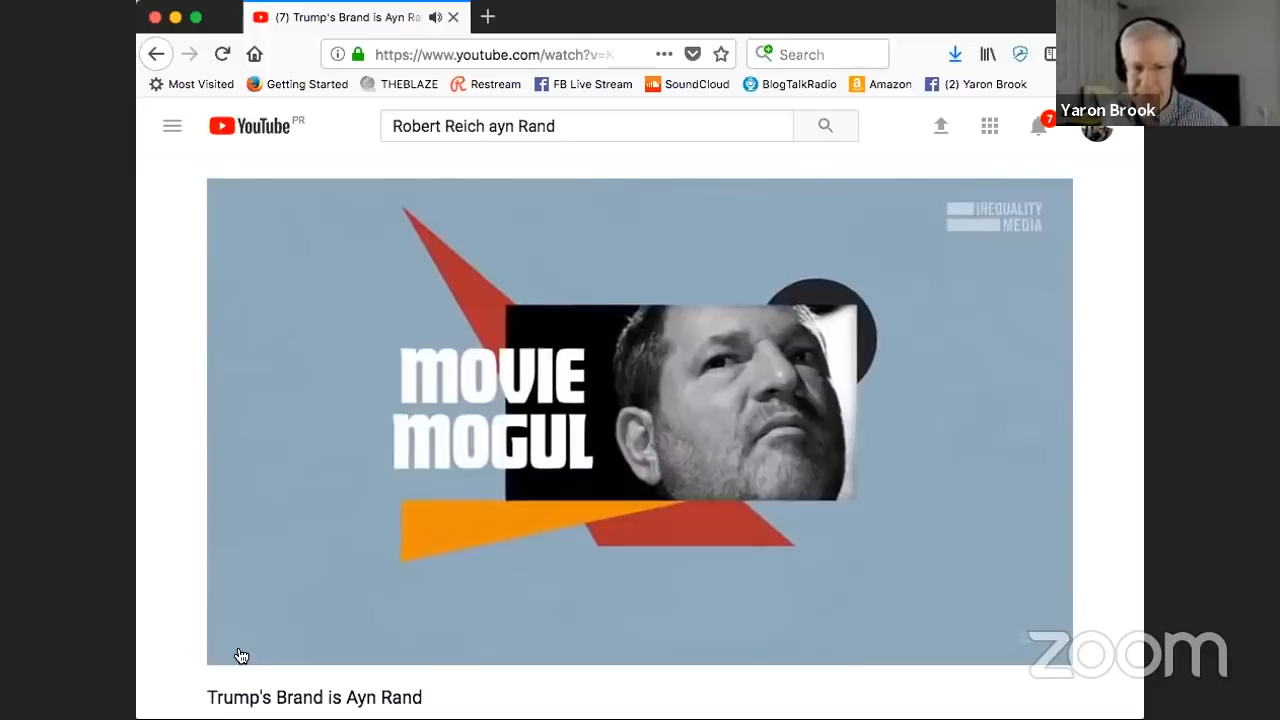 (7) Trump's Brand is Ayn Ra
https://www.youtube.com/watch?v=K
Search
Most Visited
Getting Started
THEBLAZE
Restream
FB Live Stream
SoundCloud
BlogTalkRadio
Amazon
(2) Yaron Brook
Yaron Brook
YouTube PR
Robert Reich ayn Rand
7
INEQUALITY
MEDIA
MOVIE
MOGUL
zoom
Trump's Brand is Ayn Rand